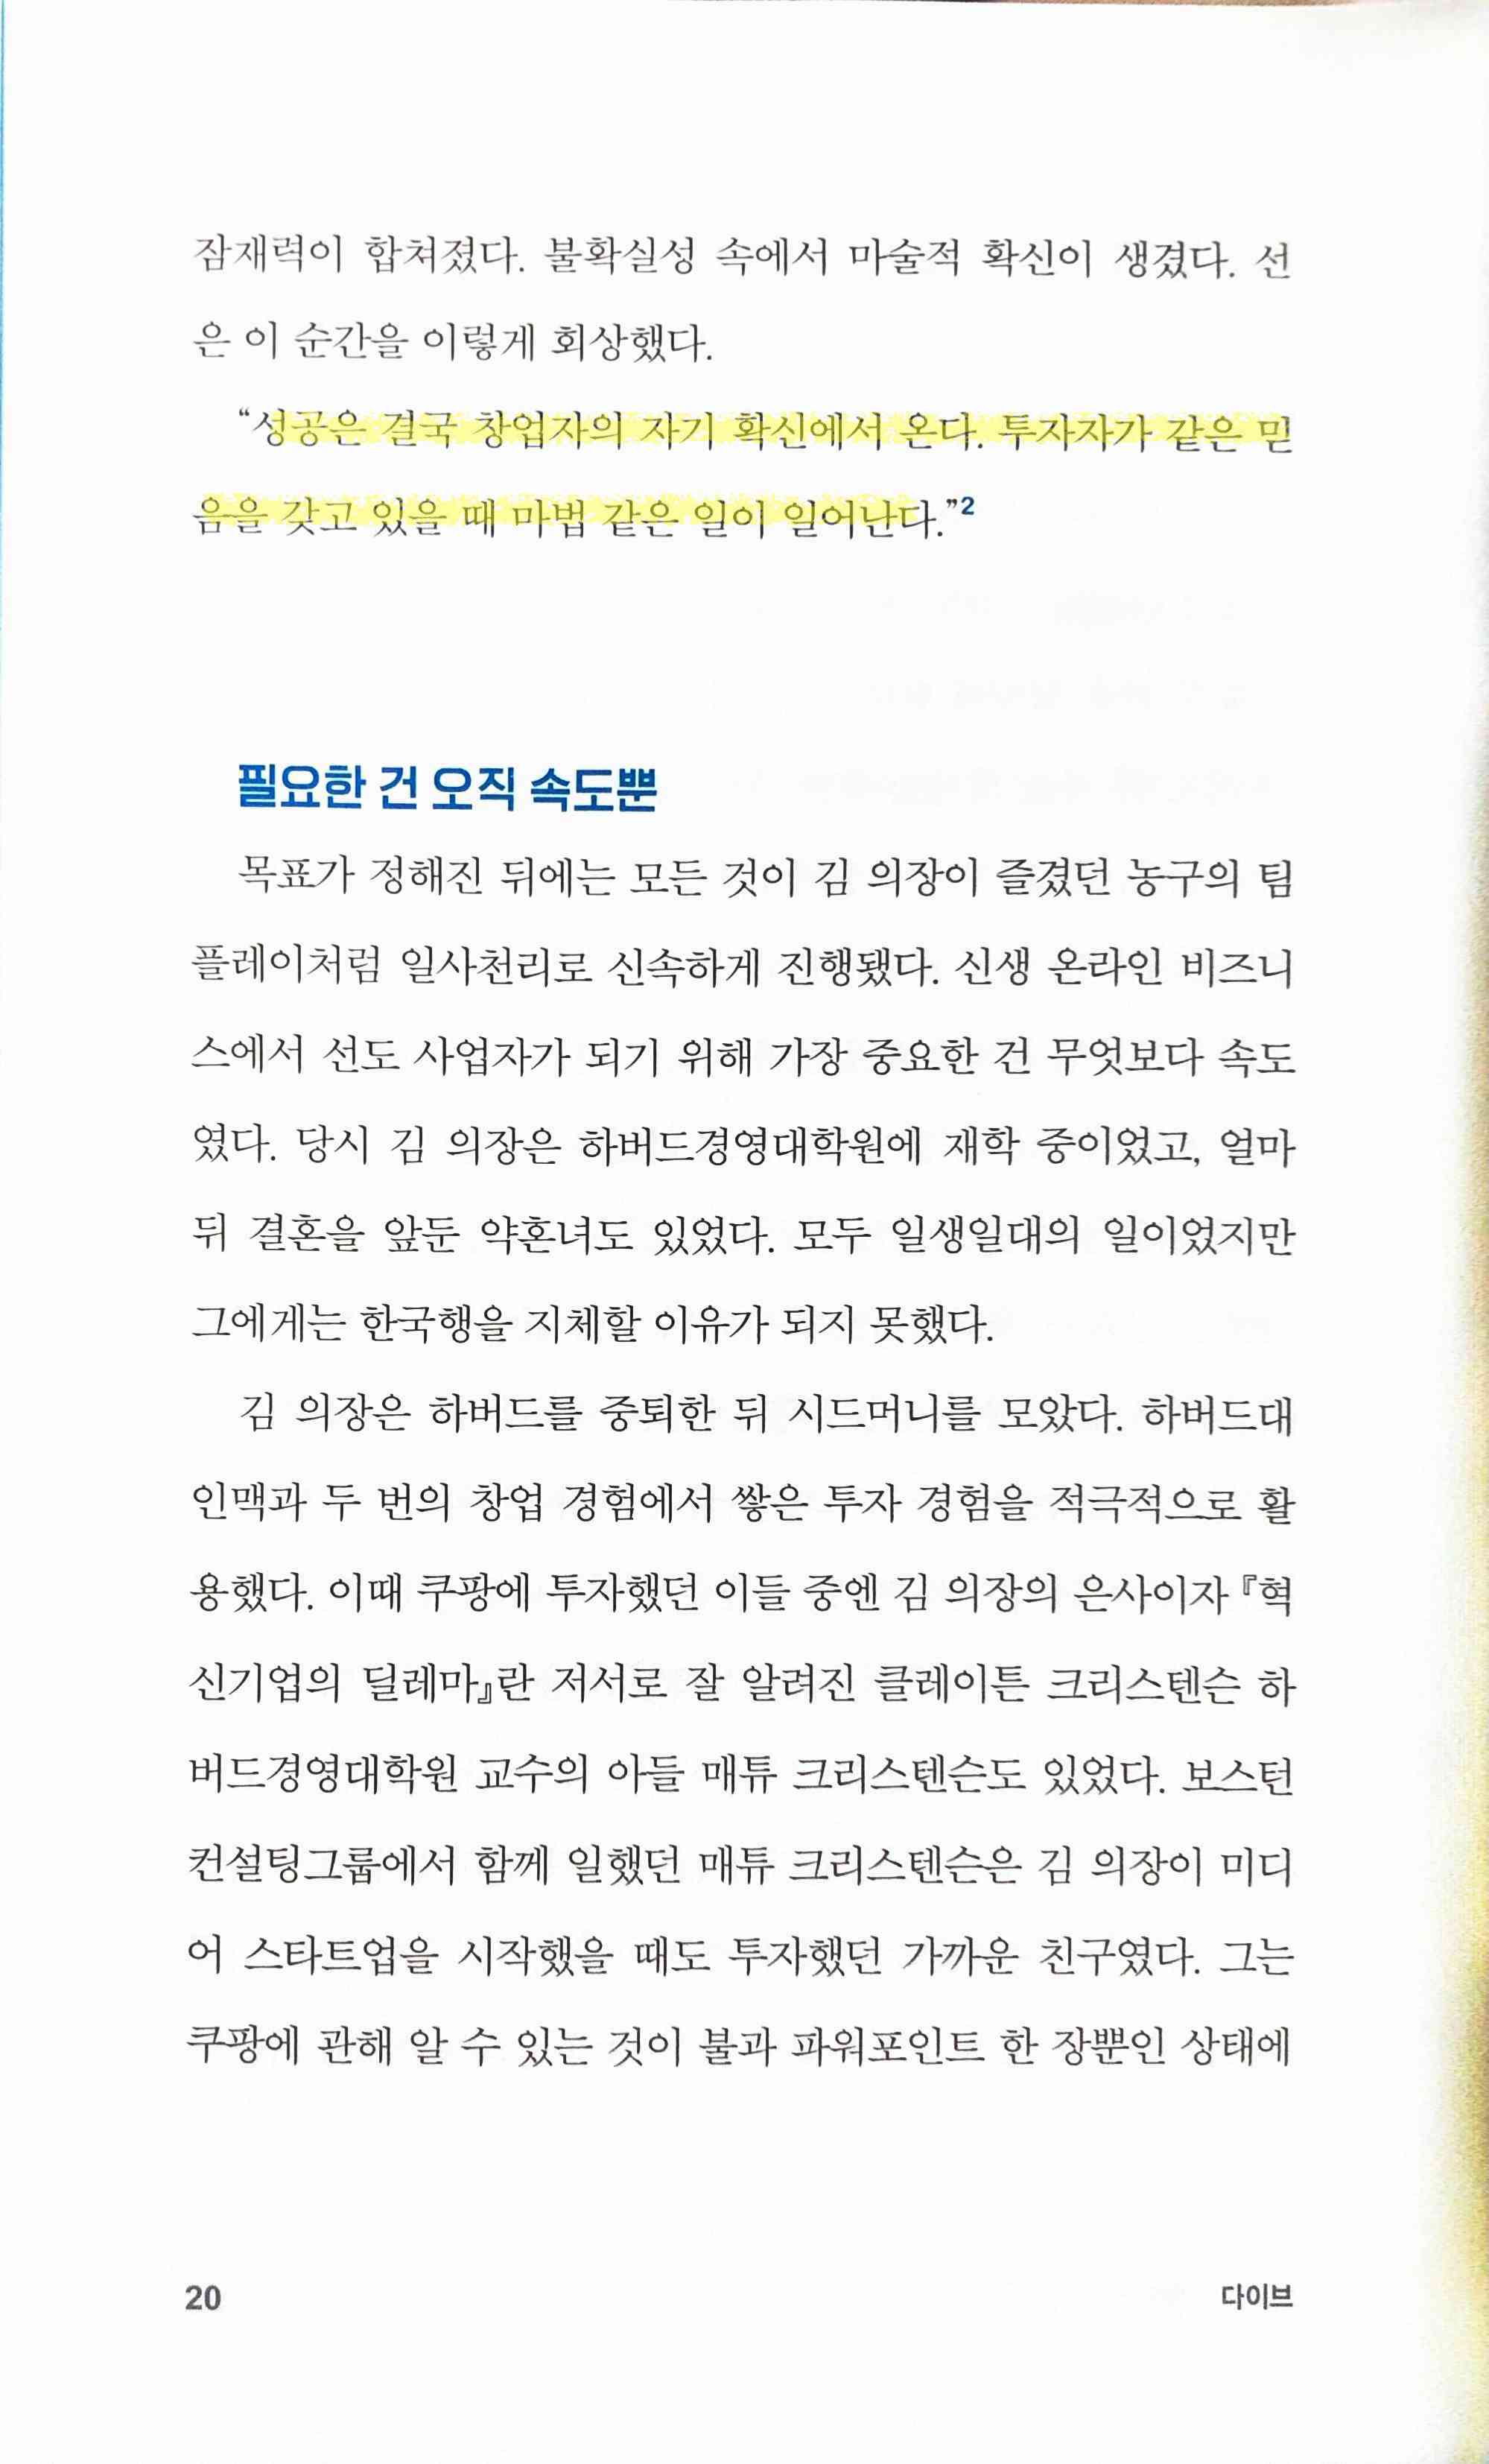 잠재력이 합쳐졌다. 불확실성 속에서 마술적 확신이 생겼다. 선
은 이 순간을 이렇게 회상했다.
“성공은 결국 창업자의 자기 확신에서 온다. 투자자가 같은 믿
음을 갖고 있을 때 마법 같은 일이 일어난다.”2
필요한 건 오직 속도뿐
목표가 정해진 뒤에는 모든 것이 김 의장이 즐겼던 농구의 팀
플레이처럼 일사천리로 신속하게 진행됐다. 신생 온라인 비즈니
스에서 선도 사업자가 되기 위해 가장 중요한 건 무엇보다 속도
였다. 당시 김 의장은 하버드경영대학원에 재학 중이었고, 얼마
뒤 결혼을 앞둔 약혼녀도 있었다. 모두 일생일대의 일이었지만
그에게는 한국행을 지체할 이유가 되지 못했다.
김 의장은 하버드를 중퇴한 뒤 시드머니를 모았다. 하버드대
인맥과 두 번의 창업 경험에서 쌓은 투자 경험을 적극적으로 활
용했다. 이때 쿠팡에 투자했던 이들 중엔 김 의장의 은사이자 『혁
신기업의 딜레마』란 저서로 잘 알려진 클레이튼 크리스텐슨 하
버드경영대학원 교수의 아들 매튜 크리스텐슨도 있었다. 보스턴
컨설팅그룹에서 함께 일했던 매튜 크리스텐슨은 김 의장이 미디
어 스타트업을 시작했을 때도 투자했던 가까운 친구였다. 그는
쿠팡에 관해 알 수 있는 것이 불과 파워포인트 한 장뿐인 상태에
20
다이브